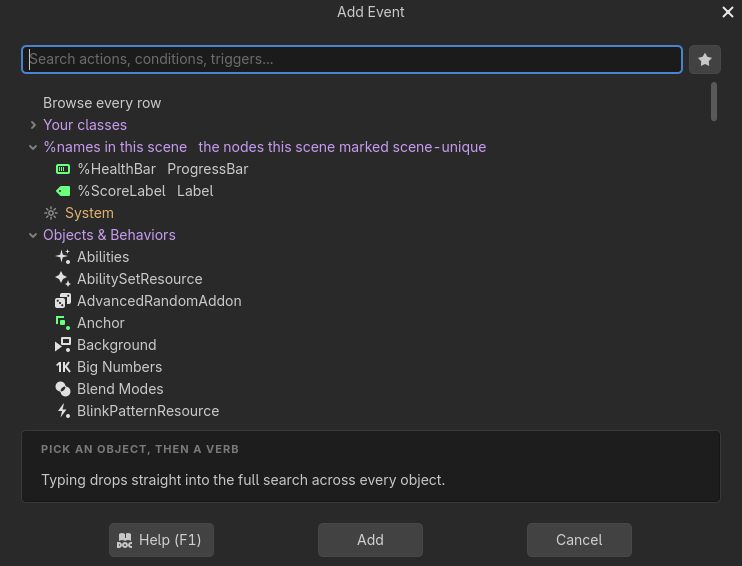 Add Event
Search actions, conditions, triggers...
Browse every row
Your classes
%names in this scene the nodes this scene marked scene-unique
%HealthBar ProgressBar
%ScoreLabel Label
System
Objects & Behaviors
Abilities
AbilitySetResource
AdvancedRandomAddon
Anchor
Background
1K Big Numbers
Blend Modes
BlinkPatternResource
PICK AN OBJECT, THEN A VERB
Typing drops straight into the full search across every object.
DOC Help (F1)
Add
Cancel